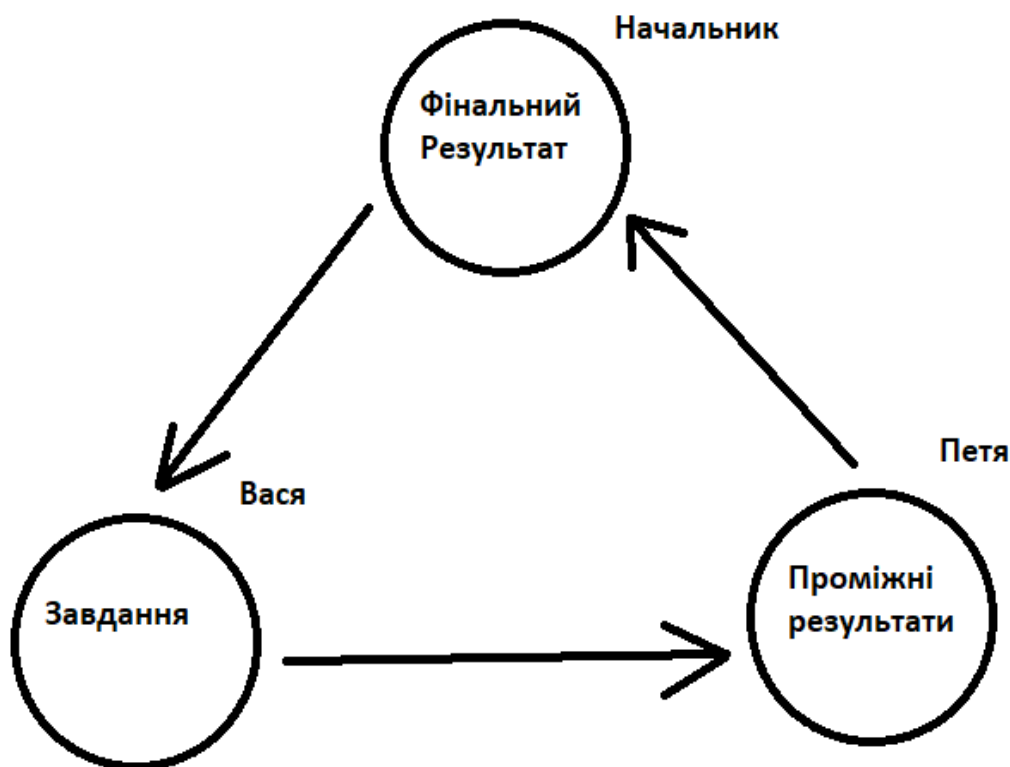 Начальник
Фінальний
Результат
Петя
Вася
Проміжні
результати
Завдання